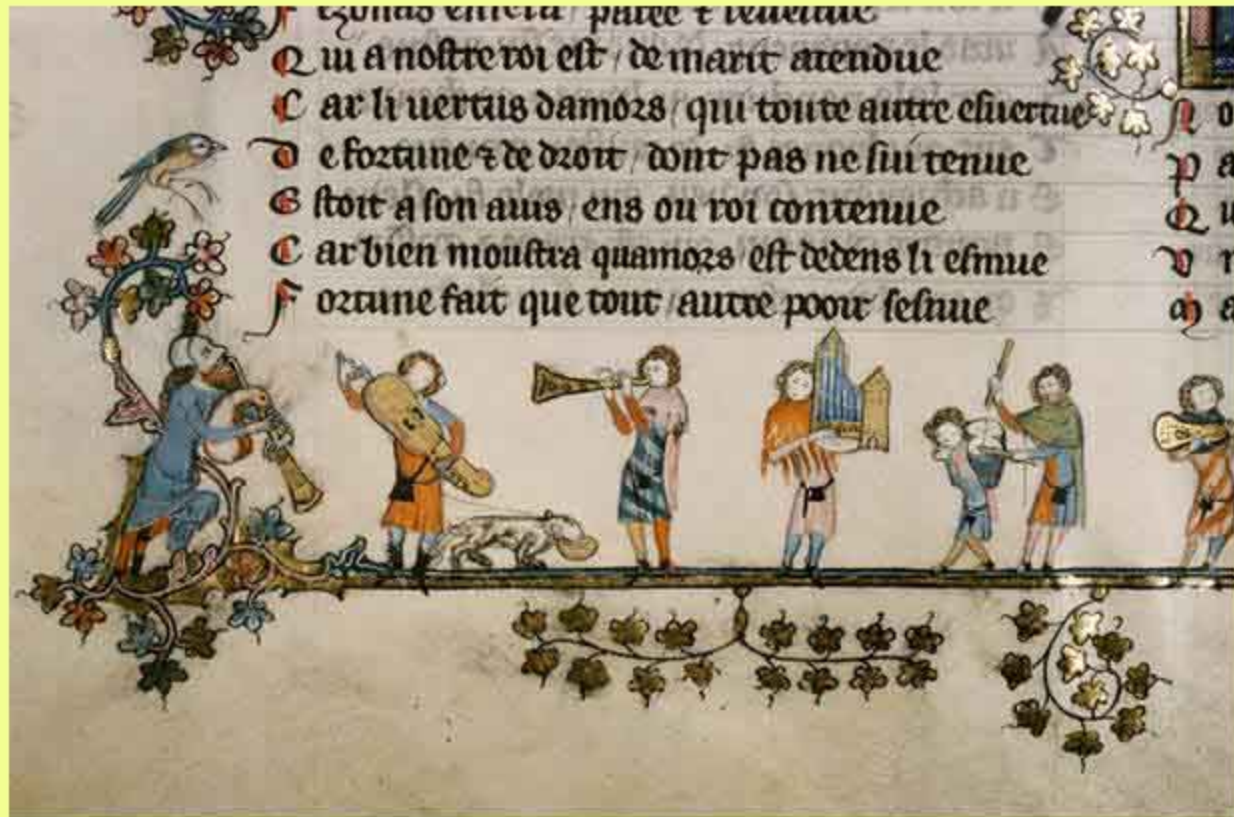 Qui a nostre roi est / de marit atendue
Car li uertus damors / qui toute autre esuertue
De fortune ⁊ de droit / dont pas ne sui tenue
Estoit a son auis / ens ou roi contenue
Car bien moustra quamors / est dedens li esmue
Fortune fait que tout / autre pooir sesnue